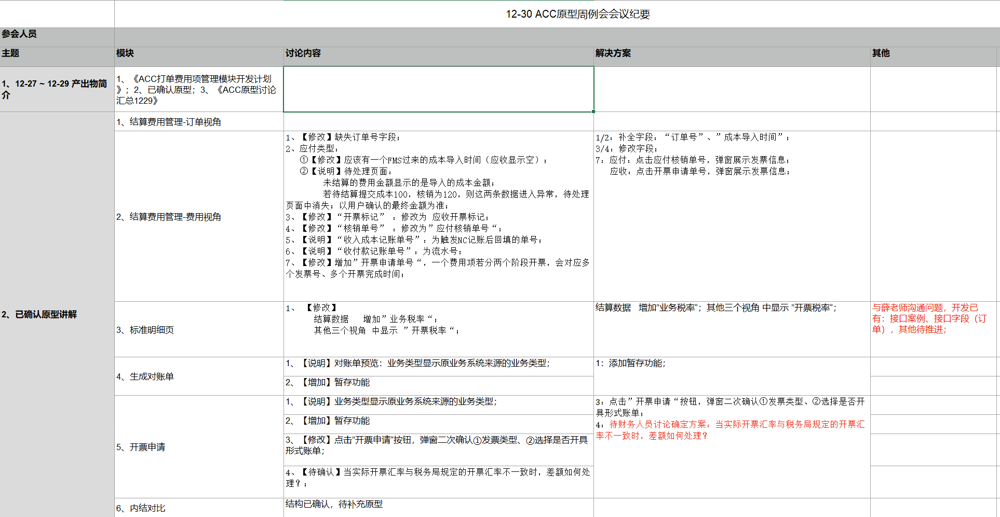 12-30 ACC原型周例会会议纪要
参会人员
主题
模块
讨论内容
解决方案
其他
1、12-27 ~ 12-29 产出物简
介
1、《ACC打单费用项管理模块开发计划
》；2、已确认原型；3、《ACC原型讨论
汇总1229》
2、已确认原型讲解
1、结算费用管理-订单视角
2、结算费用管理-费用视角
1、【修改】缺失订单号字段；
2、应付类型：
①【修改】应该有一个FMS过来的成本导入时间（应收显示空）；
②【说明】待处理页面：
未结算的费用金额显示的是导入的成本金额；
若待结算提交成本100，核销为120，则这两条数据进入异常，待处理
页面中消失；以用户确认的最终金额为准；
3、【修改】“开票标记” ：修改为 应收开票标记；
4、【修改】“核销单号” ：修改为”应付核销单号“；
5、【说明】“收入成本记账单号”：为触发NC记账后回填的单号；
6、【说明】“收付款记账单号”：为流水号；
7、【修改】增加”开票申请单号“，一个费用项若分两个阶段开票，会对应多
个发票号、多个开票完成时间；
1/2：补全字段：“订单号”、”成本导入时间”；
3/4：修改字段；
7：应付：点击应付核销单号，弹窗展示发票信息；
应收：点击开票申请单号，弹窗展示发票信息；
3、标准明细页
1、 【修改】
结算数据 增加”业务税率“；
其他三个视角 中显示 ”开票税率“；
结算数据 增加”业务税率“；其他三个视角 中显示 ”开票税率“；
与薛老师沟通问题，开发已
有：接口案例、接口字段（订
单），其他待推进；
4、生成对账单
1、【说明】对账单预览：业务类型显示原业务系统来源的业务类型；
2、【增加】暂存功能
1：添加暂存功能；
5、开票申请
1、【说明】业务类型显示原业务系统来源的业务类型；
2、【增加】暂存功能
3、【修改】点击”开票申请“按钮，弹窗二次确认①发票类型、②选择是否开具
形式账单；
4、【待确认】当实际开票汇率与税务局规定的开票汇率不一致时，差额如何处
理？；
3：点击”开票申请“按钮，弹窗二次确认①发票类型、②选择是否开
具形式账单；
4：待财务人员讨论确定方案：当实际开票汇率与税务局规定的开票汇
率不一致时，差额如何处理？
6、内结对比
结构已确认，待补充原型